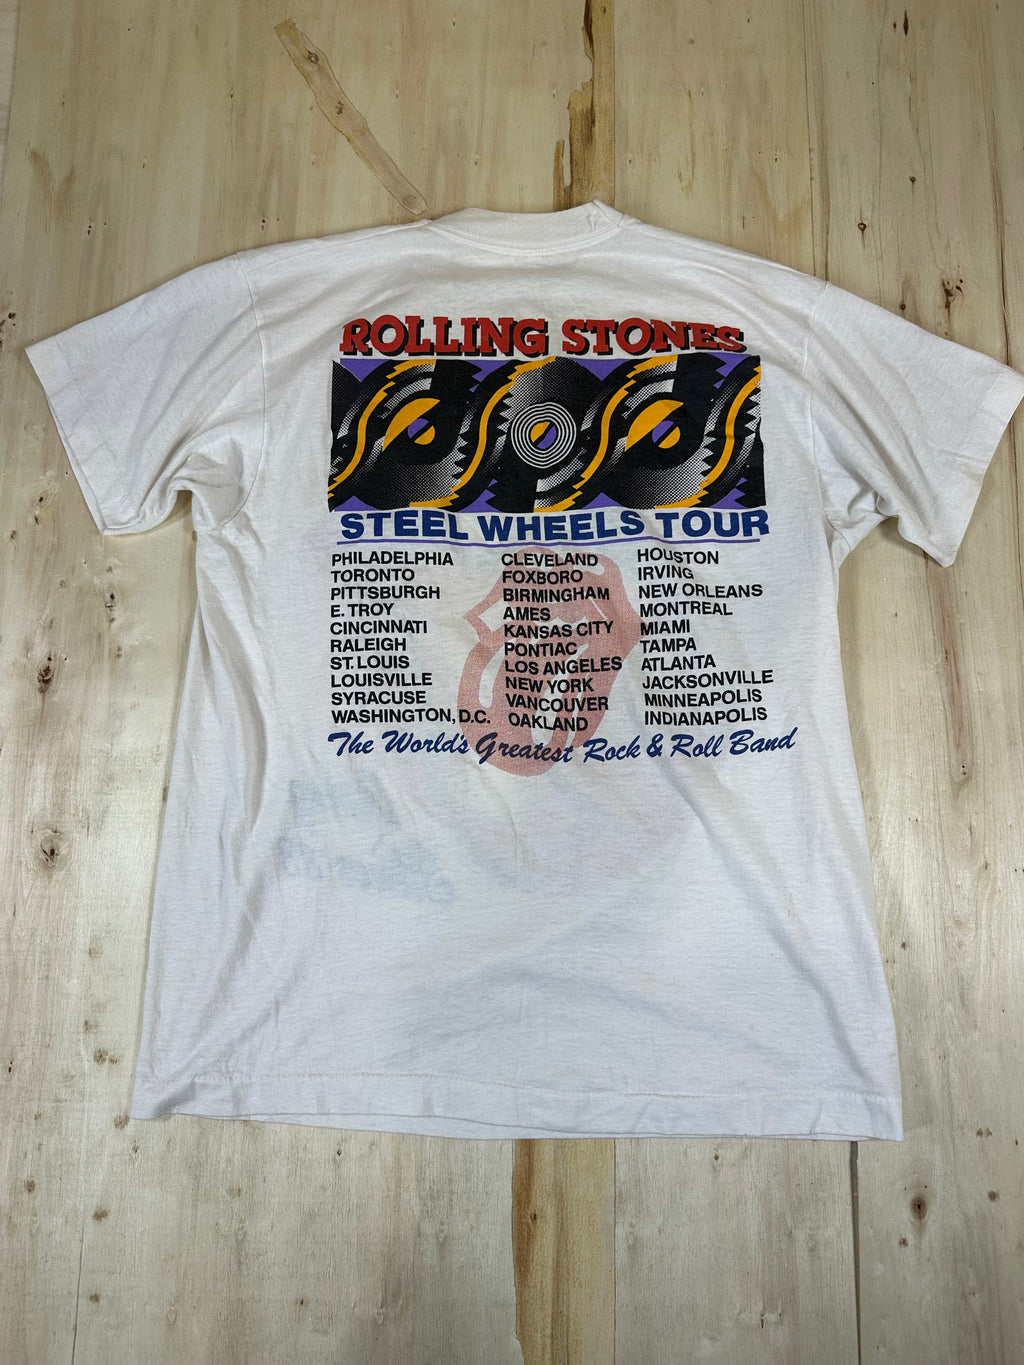 ROLLING STONES
STEEL WHEELS TOUR
PHILADELPHIA
TORONTO
PITTSBURGH
E. TROY
CINCINNATI
RALEIGH
ST. LOUIS
LOUISVILLE
SYRACUSE
WASHINGTON, D.C.
CLEVELAND
FOXBORO
BIRMINGHAM
AMES
KANSAS CITY
PONTIAC
LOS ANGELES
NEW YORK
VANCOUVER
OAKLAND
HOUSTON
IRVING
NEW ORLEANS
MONTREAL
MIAMI
TAMPA
ATLANTA
JACKSONVILLE
MINNEAPOLIS
INDIANAPOLIS
The World's Greatest Rock & Roll Band